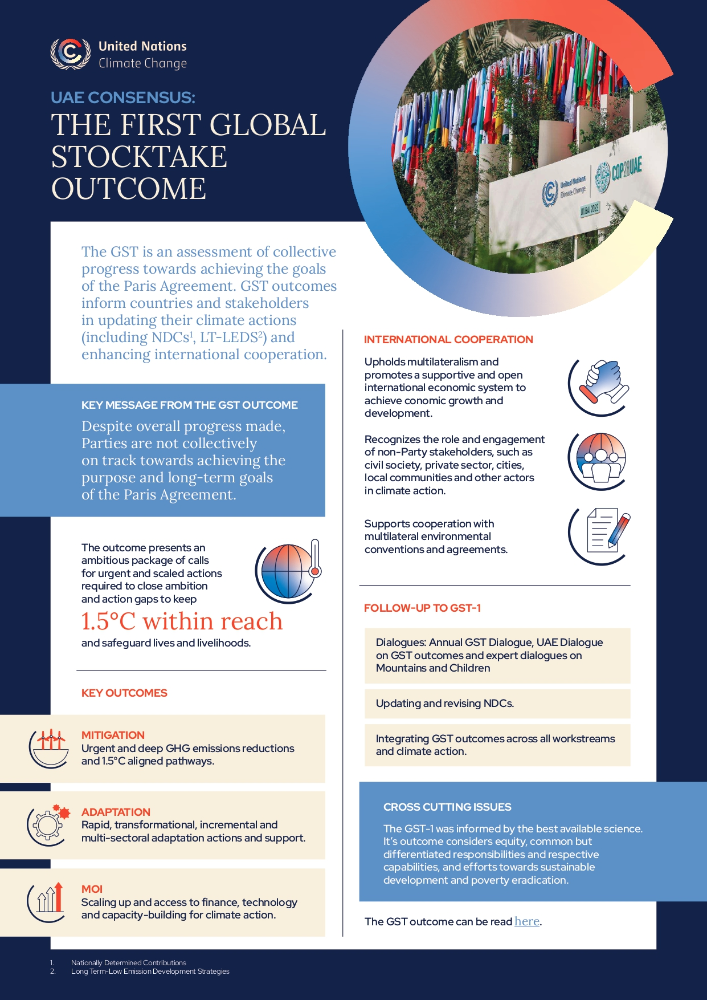 United Nations
Climate Change
UAE CONSENSUS:
THE FIRST GLOBAL
STOCKTAKE
OUTCOME
United Nations
Climate Change
COP28UAE
DUBAI 2023
The GST is an assessment of collective
progress towards achieving the goals
of the Paris Agreement. GST outcomes
inform countries and stakeholders
in updating their climate actions
(including NDCs¹, LT-LEDS²) and
enhancing international cooperation.
KEY MESSAGE FROM THE GST OUTCOME
Despite overall progress made,
Parties are not collectively
on track towards achieving the
purpose and long-term goals
of the Paris Agreement.
The outcome presents an
ambitious package of calls
for urgent and scaled actions
required to close ambition
and action gaps to keep
1.5°C within reach
and safeguard lives and livelihoods.
KEY OUTCOMES
MITIGATION
Urgent and deep GHG emissions reductions
and 1.5°C aligned pathways.
ADAPTATION
Rapid, transformational, incremental and
multi-sectoral adaptation actions and support.
MOI
Scaling up and access to finance, technology
and capacity-building for climate action.
INTERNATIONAL COOPERATION
Upholds multilateralism and
promotes a supportive and open
international economic system to
achieve conomic growth and
development.
Recognizes the role and engagement
of non-Party stakeholders, such as
civil society, private sector, cities,
local communities and other actors
in climate action.
Supports cooperation with
multilateral environmental
conventions and agreements.
FOLLOW-UP TO GST-1
Dialogues: Annual GST Dialogue, UAE Dialogue
on GST outcomes and expert dialogues on
Mountains and Children
Updating and revising NDCs.
Integrating GST outcomes across all workstreams
and climate action.
CROSS CUTTING ISSUES
The GST-1 was informed by the best available science.
It's outcome considers equity, common but
differentiated responsibilities and respective
capabilities, and efforts towards sustainable
development and poverty eradication.
The GST outcome can be read here.
1. Nationally Determined Contributions
2. Long Term-Low Emission Development Strategies